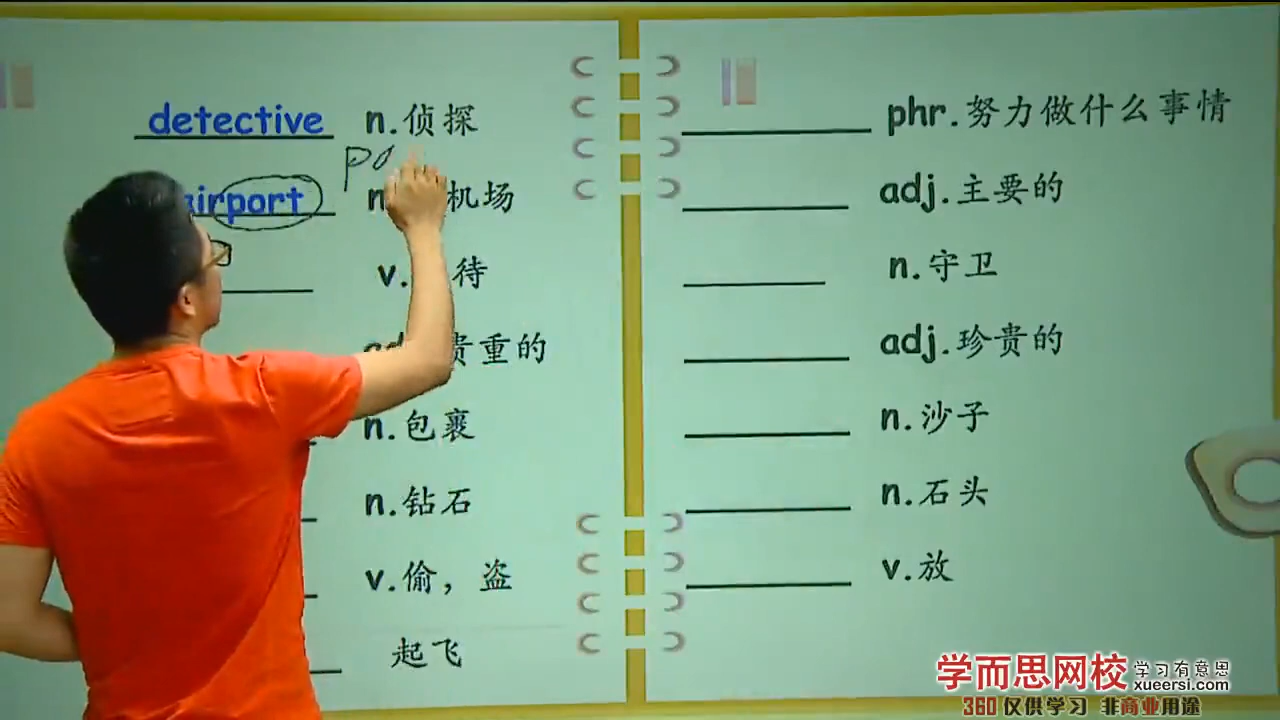 detective n.侦探
po
airport n. 机场
v. 待
adj. 贵重的
n.包裹
n.钻石
v.偷，盗
起飞
phr.努力做什么事情
adj.主要的
n.守卫
adj.珍贵的
n.沙子
n.石头
v.放
学而思网校 学习有意思
xueersi.com
360 仅供学习 非商业用途